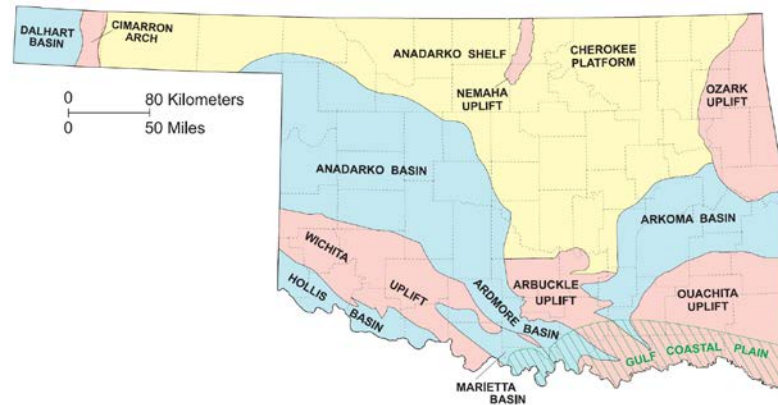 DALHART
BASIN
CIMARRON
ARCH
ANADARKO SHELF
CHEROKEE
PLATFORM
NEMAHA
UPLIFT
OZARK
UPLIFT
0 80 Kilometers
0 50 Miles
ANADARKO BASIN
ARKOMA BASIN
WICHITA
UPLIFT
HOLLIS
BASIN
ARDMORE
BASIN
ARBUCKLE
UPLIFT
OUACHITA
UPLIFT
GULF COASTAL PLAIN
MARIETTA
BASIN